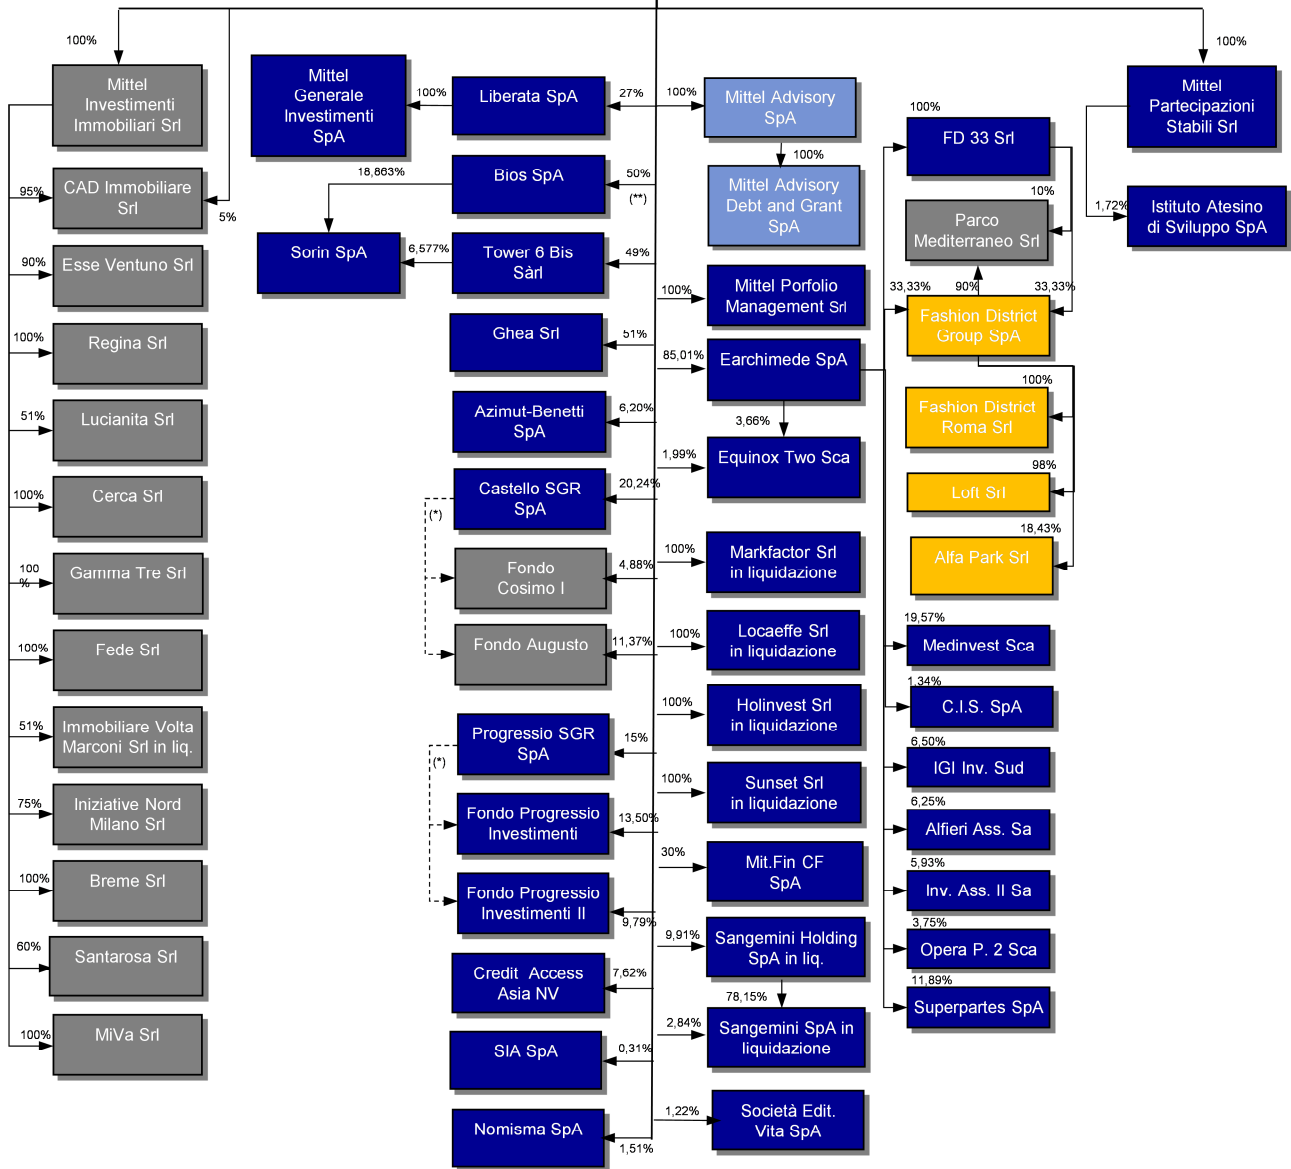 100%
Mittel
Investimenti
Immobiliari Srl
95%
CAD Immobiliare
Srl
5%
90%
Esse Ventuno Srl
100%
Regina Srl
51%
Lucianita Srl
100%
Cerca Srl
100
%
Gamma Tre Srl
100%
Fede Srl
51%
Immobiliare Volta
Marconi Srl in liq.
75%
Iniziative Nord
Milano Srl
100%
Breme Srl
60%
Santarosa Srl
100%
MiVa Srl
Mittel
Generale
Investimenti
SpA
100%
Liberata SpA
27%
18,863%
Bios SpA
50%
(**)
Sorin SpA
6,577%
Tower 6 Bis
Sàrl
49%
Ghea Srl
51%
Azimut-Benetti
SpA
6,20%
Castello SGR
SpA
20,24%
(*)
Fondo
Cosimo I
4,88%
Fondo Augusto
11,37%
Progressio SGR
SpA
15%
(*)
Fondo Progressio
Investimenti
13,50%
Fondo Progressio
Investimenti II
9,79%
Credit Access
Asia NV
7,62%
SIA SpA
0,31%
Nomisma SpA
1,51%
100%
Mittel Advisory
SpA
100%
Mittel Advisory
Debt and Grant
SpA
100%
Mittel Porfolio
Management Srl
85,01%
Earchimede SpA
3,66%
1,99%
Equinox Two Sca
100%
Markfactor Srl
in liquidazione
100%
Locaeffe Srl
in liquidazione
100%
Holinvest Srl
in liquidazione
100%
Sunset Srl
in liquidazione
30%
Mit.Fin CF
SpA
9,91%
Sangemini Holding
SpA in liq.
78,15%
2,84%
Sangemini SpA in
liquidazione
1,22%
Società Edit.
Vita SpA
100%
FD 33 Srl
10%
Parco
Mediterraneo Srl
33,33%
90%
33,33%
Fashion District
Group SpA
100%
Fashion District
Roma Srl
98%
Loft Srl
18,43%
Alfa Park Srl
19,57%
Medinvest Sca
1,34%
C.I.S. SpA
6,50%
IGI Inv. Sud
6,25%
Alfieri Ass. Sa
5,93%
Inv. Ass. II Sa
3,75%
Opera P. 2 Sca
11,89%
Superpartes SpA
100%
Mittel
Partecipazioni
Stabili Srl
1,72%
Istituto Atesino
di Sviluppo SpA